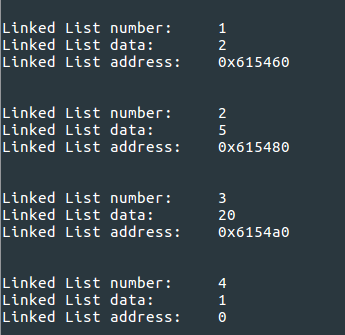 Linked List number: 1
Linked List data: 2
Linked List address: 0x615460
Linked List number: 2
Linked List data: 5
Linked List address: 0x615480
Linked List number: 3
Linked List data: 20
Linked List address: 0x6154a0
Linked List number: 4
Linked List data: 1
Linked List address: 0